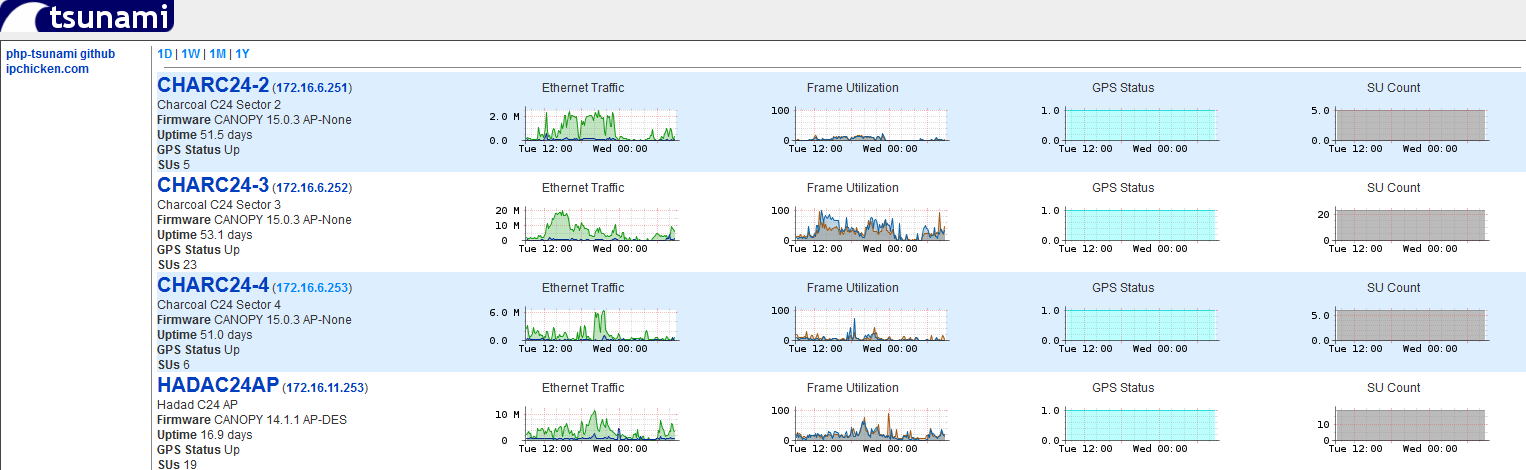 tsunami
php-tsunami github
ipchicken.com
1D | 1W | 1M | 1Y
CHARC24-2 (172.16.6.251)
Charcoal C24 Sector 2
Firmware CANOPY 15.0.3 AP-None
Uptime 51.5 days
GPS Status Up
SUs 5
Ethernet Traffic
2.0 M
0.0
Tue 12:00 Wed 00:00
Frame Utilization
100
0
Tue 12:00 Wed 00:00
GPS Status
1.0
0.0
Tue 12:00 Wed 00:00
SU Count
5.0
0.0
Tue 12:00 Wed 00:00
CHARC24-3 (172.16.6.252)
Charcoal C24 Sector 3
Firmware CANOPY 15.0.3 AP-None
Uptime 53.1 days
GPS Status Up
SUs 23
Ethernet Traffic
20 M
10 M
0
Tue 12:00 Wed 00:00
Frame Utilization
100
0
Tue 12:00 Wed 00:00
GPS Status
1.0
0.0
Tue 12:00 Wed 00:00
SU Count
20
0
Tue 12:00 Wed 00:00
CHARC24-4 (172.16.6.253)
Charcoal C24 Sector 4
Firmware CANOPY 15.0.3 AP-None
Uptime 51.0 days
GPS Status Up
SUs 6
Ethernet Traffic
6.0 M
0.0
Tue 12:00 Wed 00:00
Frame Utilization
100
0
Tue 12:00 Wed 00:00
GPS Status
1.0
0.0
Tue 12:00 Wed 00:00
SU Count
5.0
0.0
Tue 12:00 Wed 00:00
HADAC24AP (172.16.11.253)
Hadad C24 AP
Firmware CANOPY 14.1.1 AP-DES
Uptime 16.9 days
GPS Status Up
SUs 19
Ethernet Traffic
10 M
0
Tue 12:00 Wed 00:00
Frame Utilization
100
0
Tue 12:00 Wed 00:00
GPS Status
1.0
0.0
Tue 12:00 Wed 00:00
SU Count
10
0
Tue 12:00 Wed 00:00